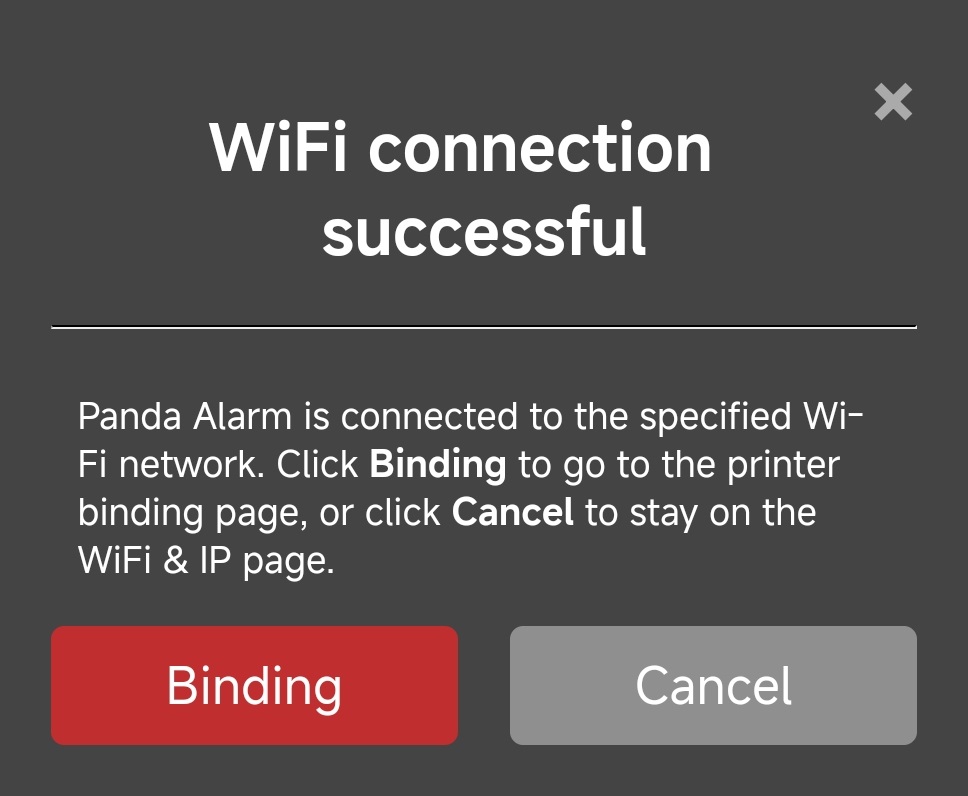 WiFi connection
successful
Panda Alarm is connected to the specified Wi-
Fi network. Click Binding to go to the printer
binding page, or click Cancel to stay on the
WiFi & IP page.
Binding
Cancel